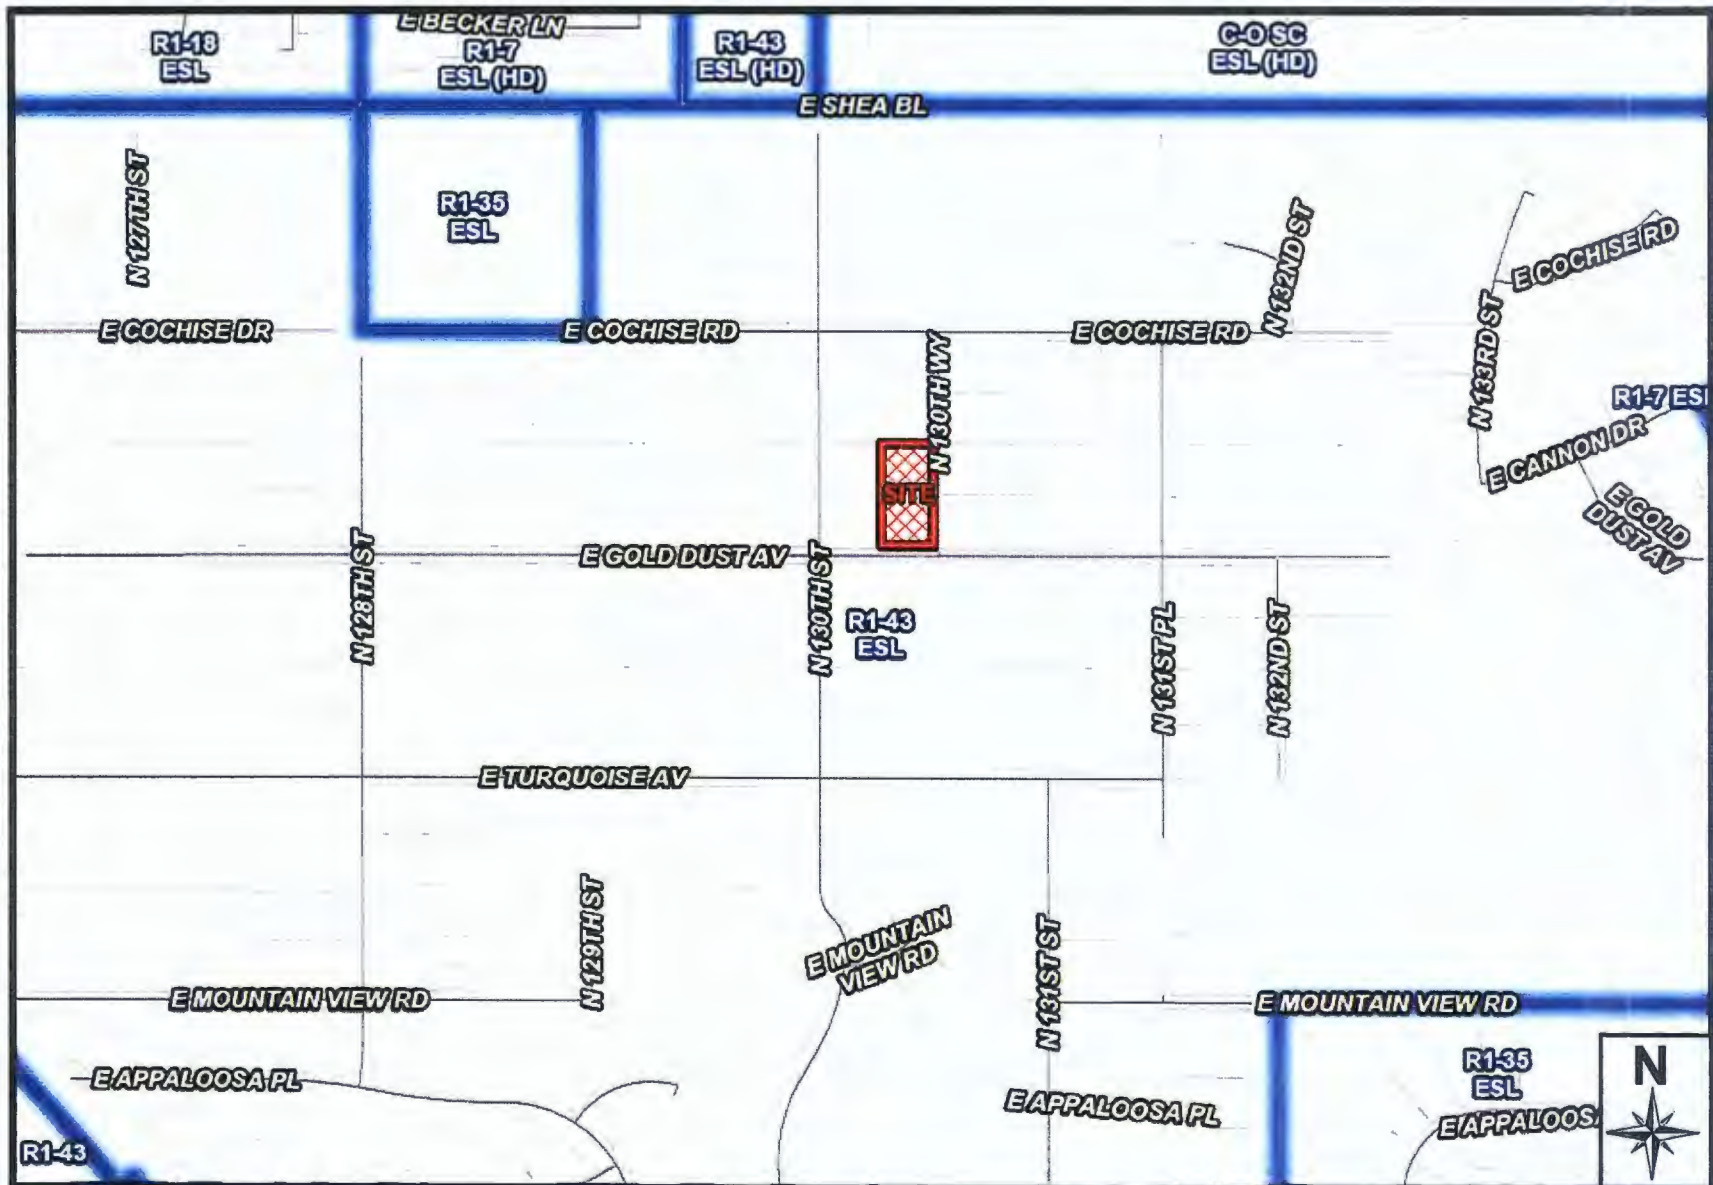 E BECKER LN
R1-18
ESL
R1-7
ESL (HD)
R1-43
ESL (HD)
C-O SC
ESL (HD)
E SHEA BL
N 127TH ST
R1-35
ESL
N 132ND ST
E COCHISE RD
E COCHISE DR
E COCHISE RD
E COCHISE RD
N 130TH WY
N 133RD ST
R1-7 ESL
E CANNON DR
SITE
E GOLD
DUST AV
E GOLD DUST AV
N 128TH ST
N 130TH ST
R1-43
ESL
N 131ST PL
N 132ND ST
E TURQUOISE AV
N 129TH ST
E MOUNTAIN
VIEW RD
N 131ST ST
E MOUNTAIN VIEW RD
E MOUNTAIN VIEW RD
R1-35
ESL
N
E APPALOOSA PL
E APPALOOSA PL
E APPALOOS
R1-43